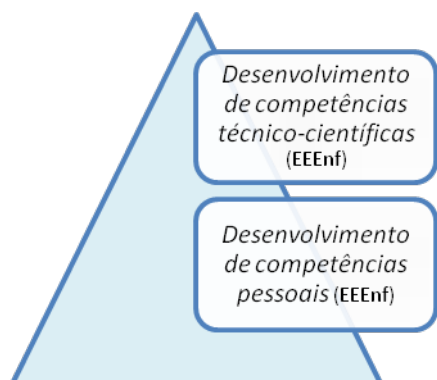 Desenvolvimento
de competências
técnico-científicas
(EEEnf)
Desenvolvimento
de competências
pessoais (EEEnf)